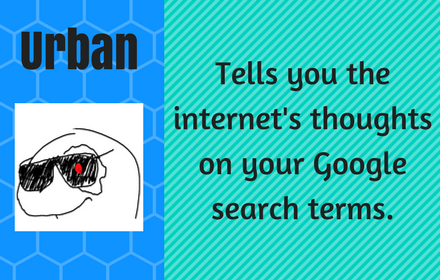 Urban
Tells you the
internet's thoughts
on your Google
search terms.